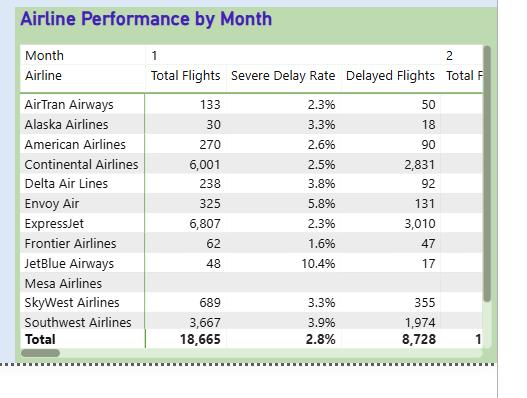 Airline Performance by Month
Month 1 2
Airline Total Flights Severe Delay Rate Delayed Flights Total F
AirTran Airways 133 2.3% 50
Alaska Airlines 30 3.3% 18
American Airlines 270 2.6% 90
Continental Airlines 6,001 2.5% 2,831
Delta Air Lines 238 3.8% 92
Envoy Air 325 5.8% 131
ExpressJet 6,807 2.3% 3,010
Frontier Airlines 62 1.6% 47
JetBlue Airways 48 10.4% 17
Mesa Airlines
SkyWest Airlines 689 3.3% 355
Southwest Airlines 3,667 3.9% 1,974
Total 18,665 2.8% 8,728 1